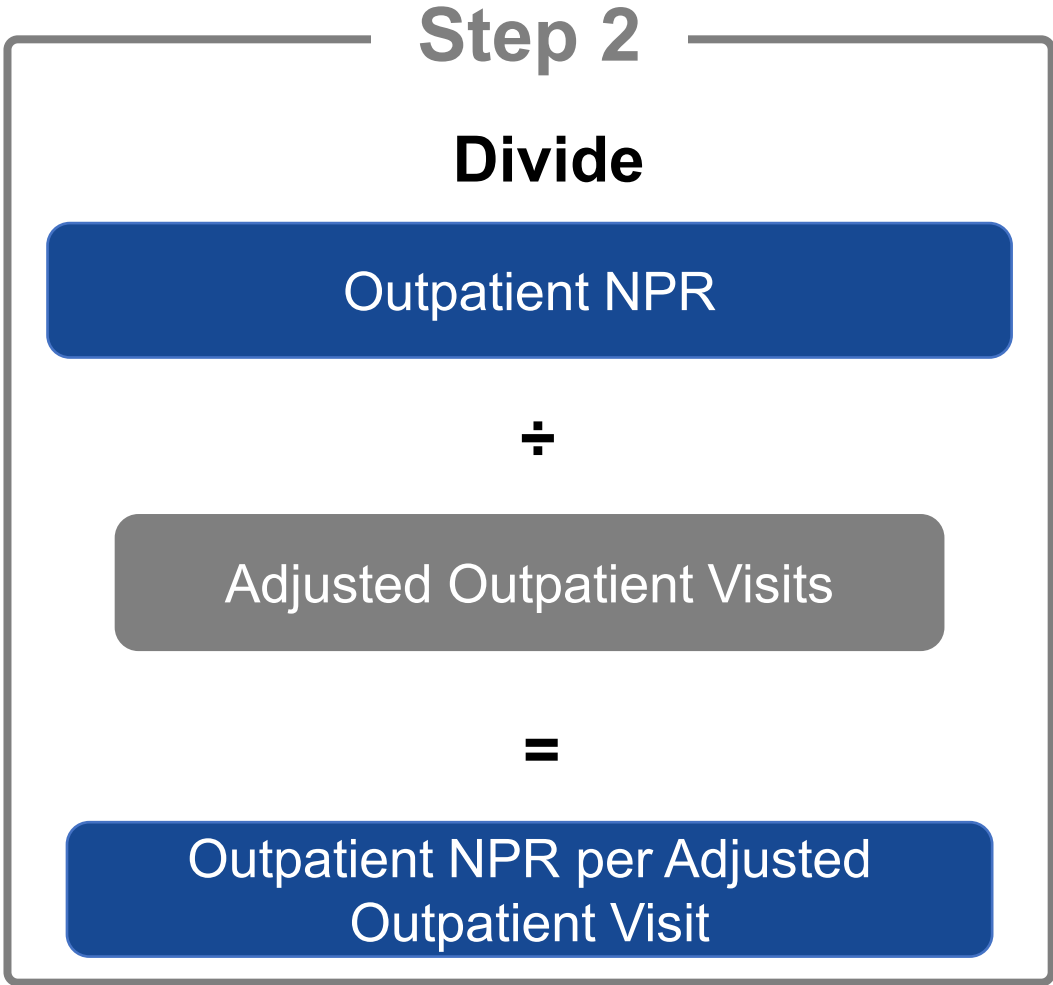 Step 2
Divide
Outpatient NPR
÷
Adjusted Outpatient Visits
=
Outpatient NPR per Adjusted
Outpatient Visit